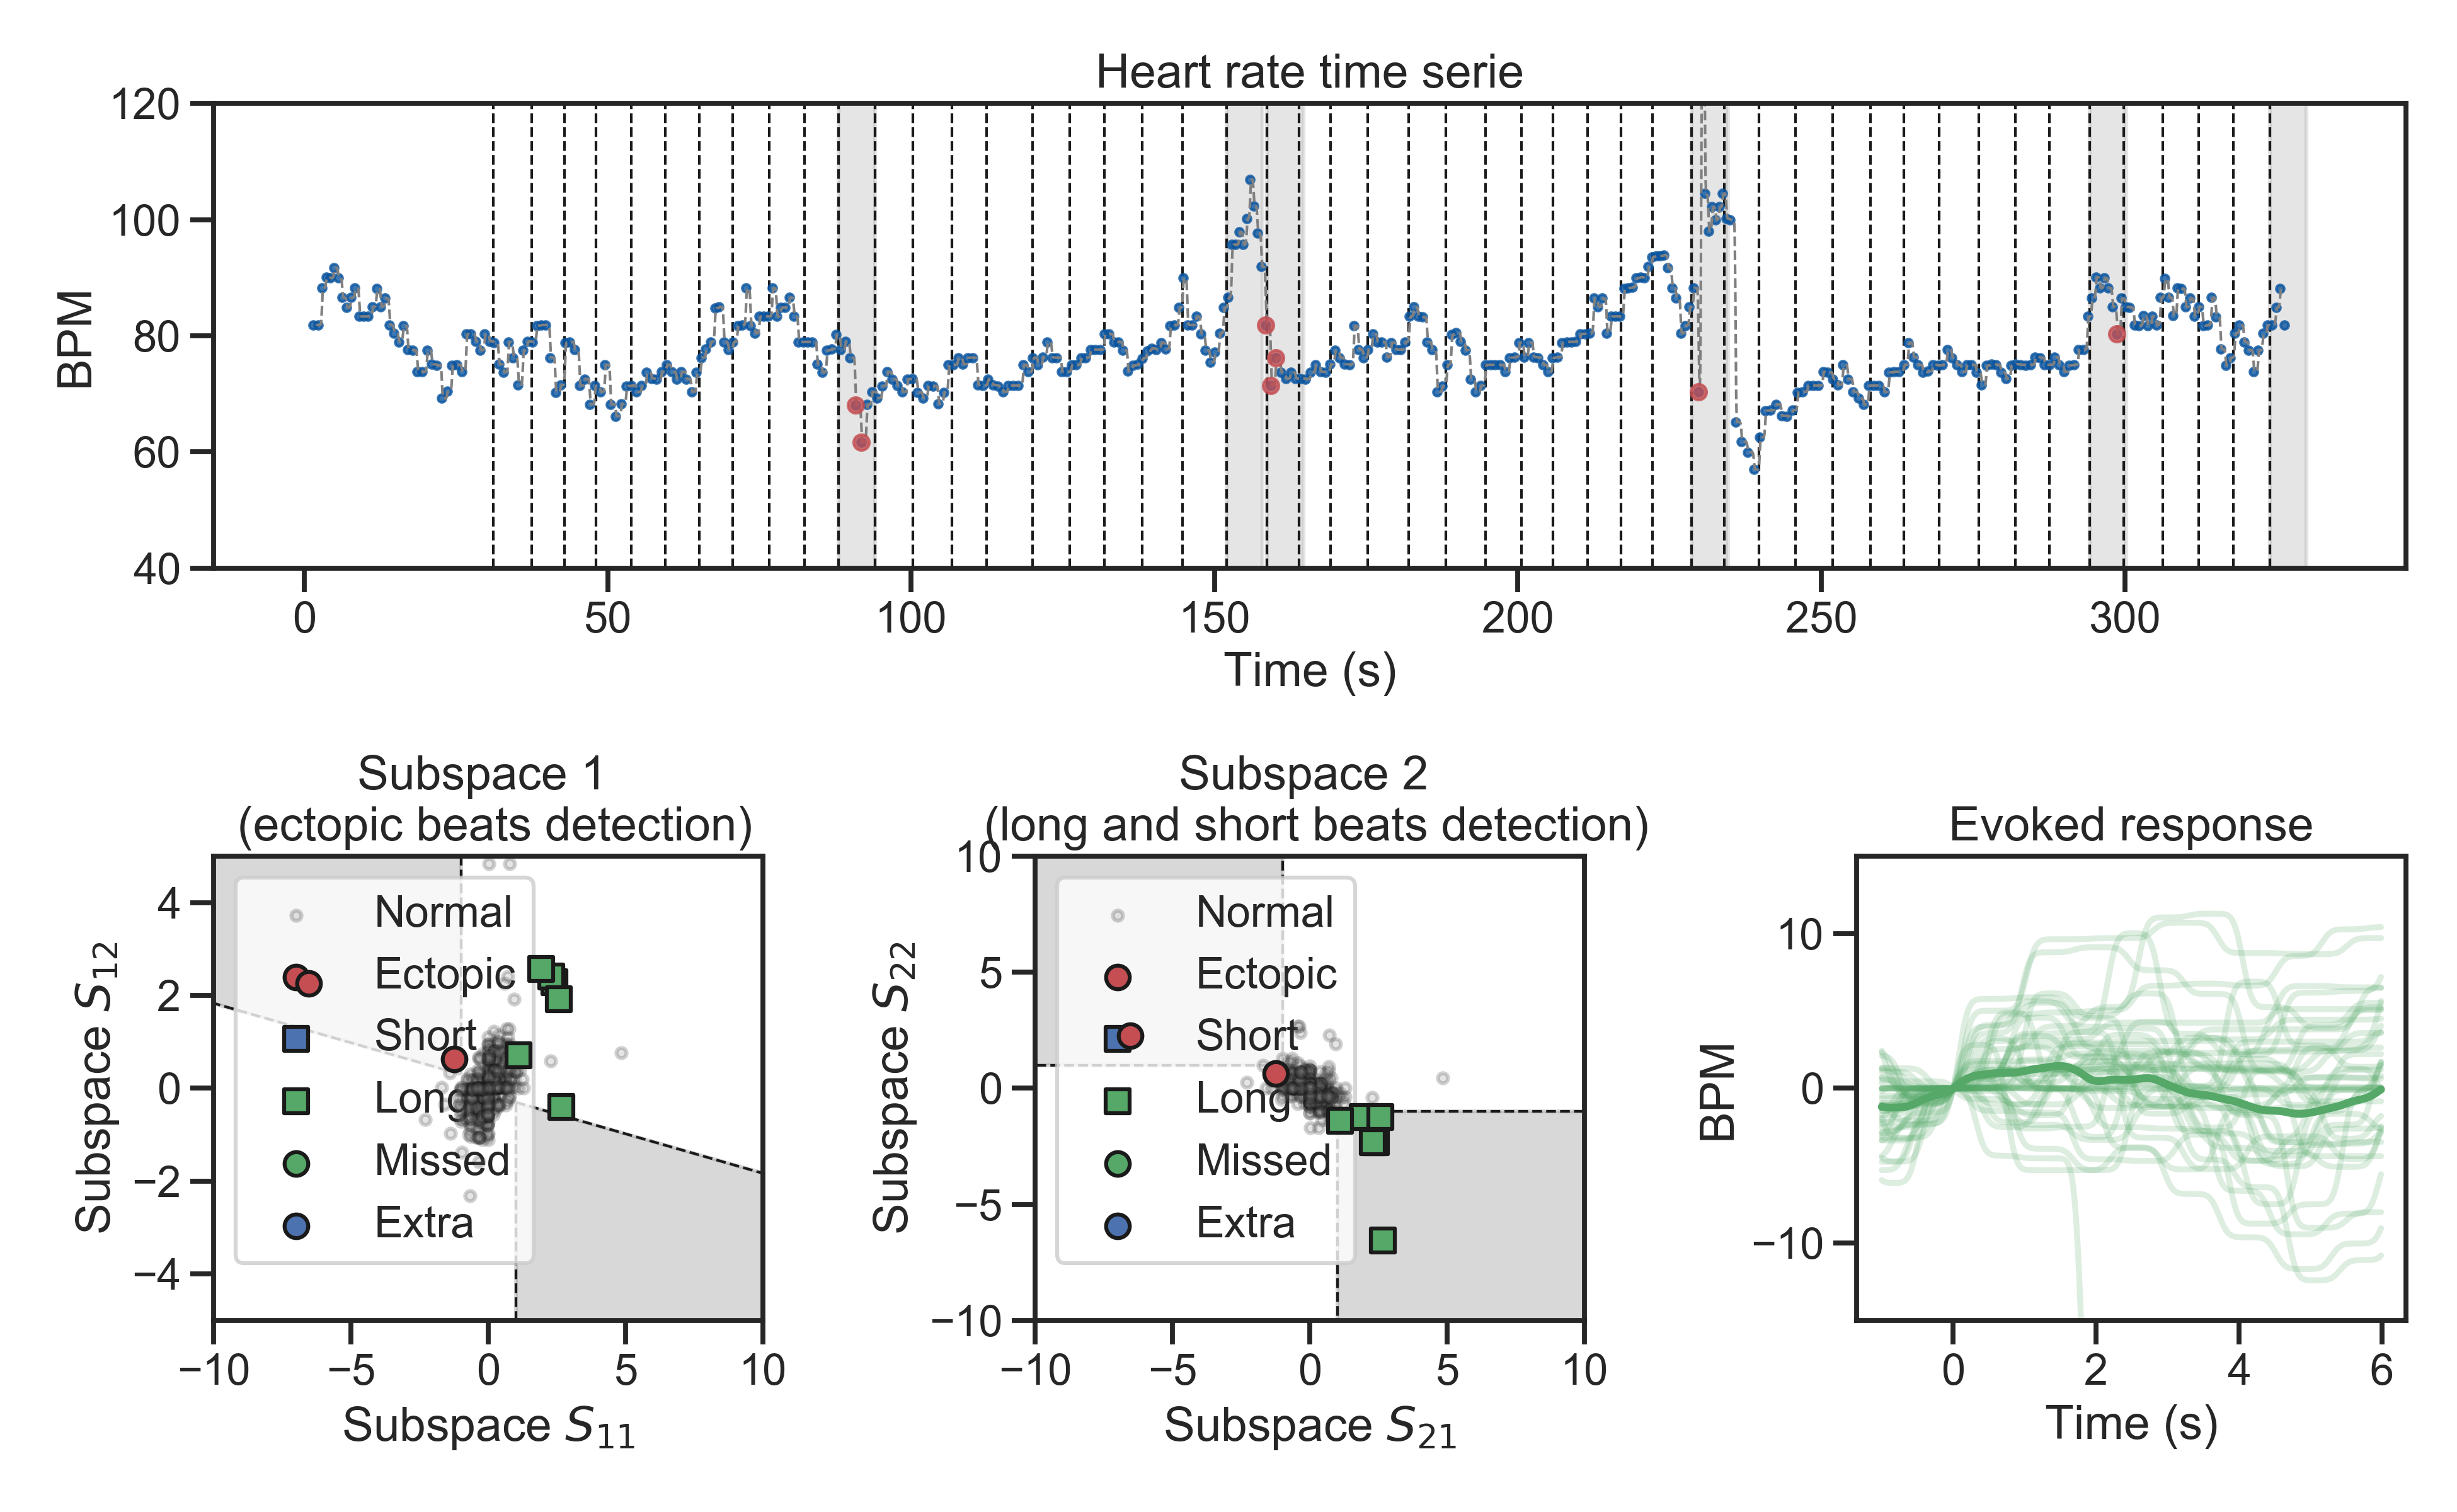 Heart rate time serie
120
100
80
60
40
BPM
0 50 100 150 200 250 300
Time (s)
Subspace 1
(ectopic beats detection)
4
2
0
−2
−4
Subspace S12
Normal
Ectopic
Short
Long
Missed
Extra
−10 −5 0 5 10
Subspace S11
Subspace 2
(long and short beats detection)
10
5
0
−5
−10
Subspace S22
Normal
Ectopic
Short
Long
Missed
Extra
−10 −5 0 5 10
Subspace S21
Evoked response
10
0
−10
BPM
0 2 4 6
Time (s)